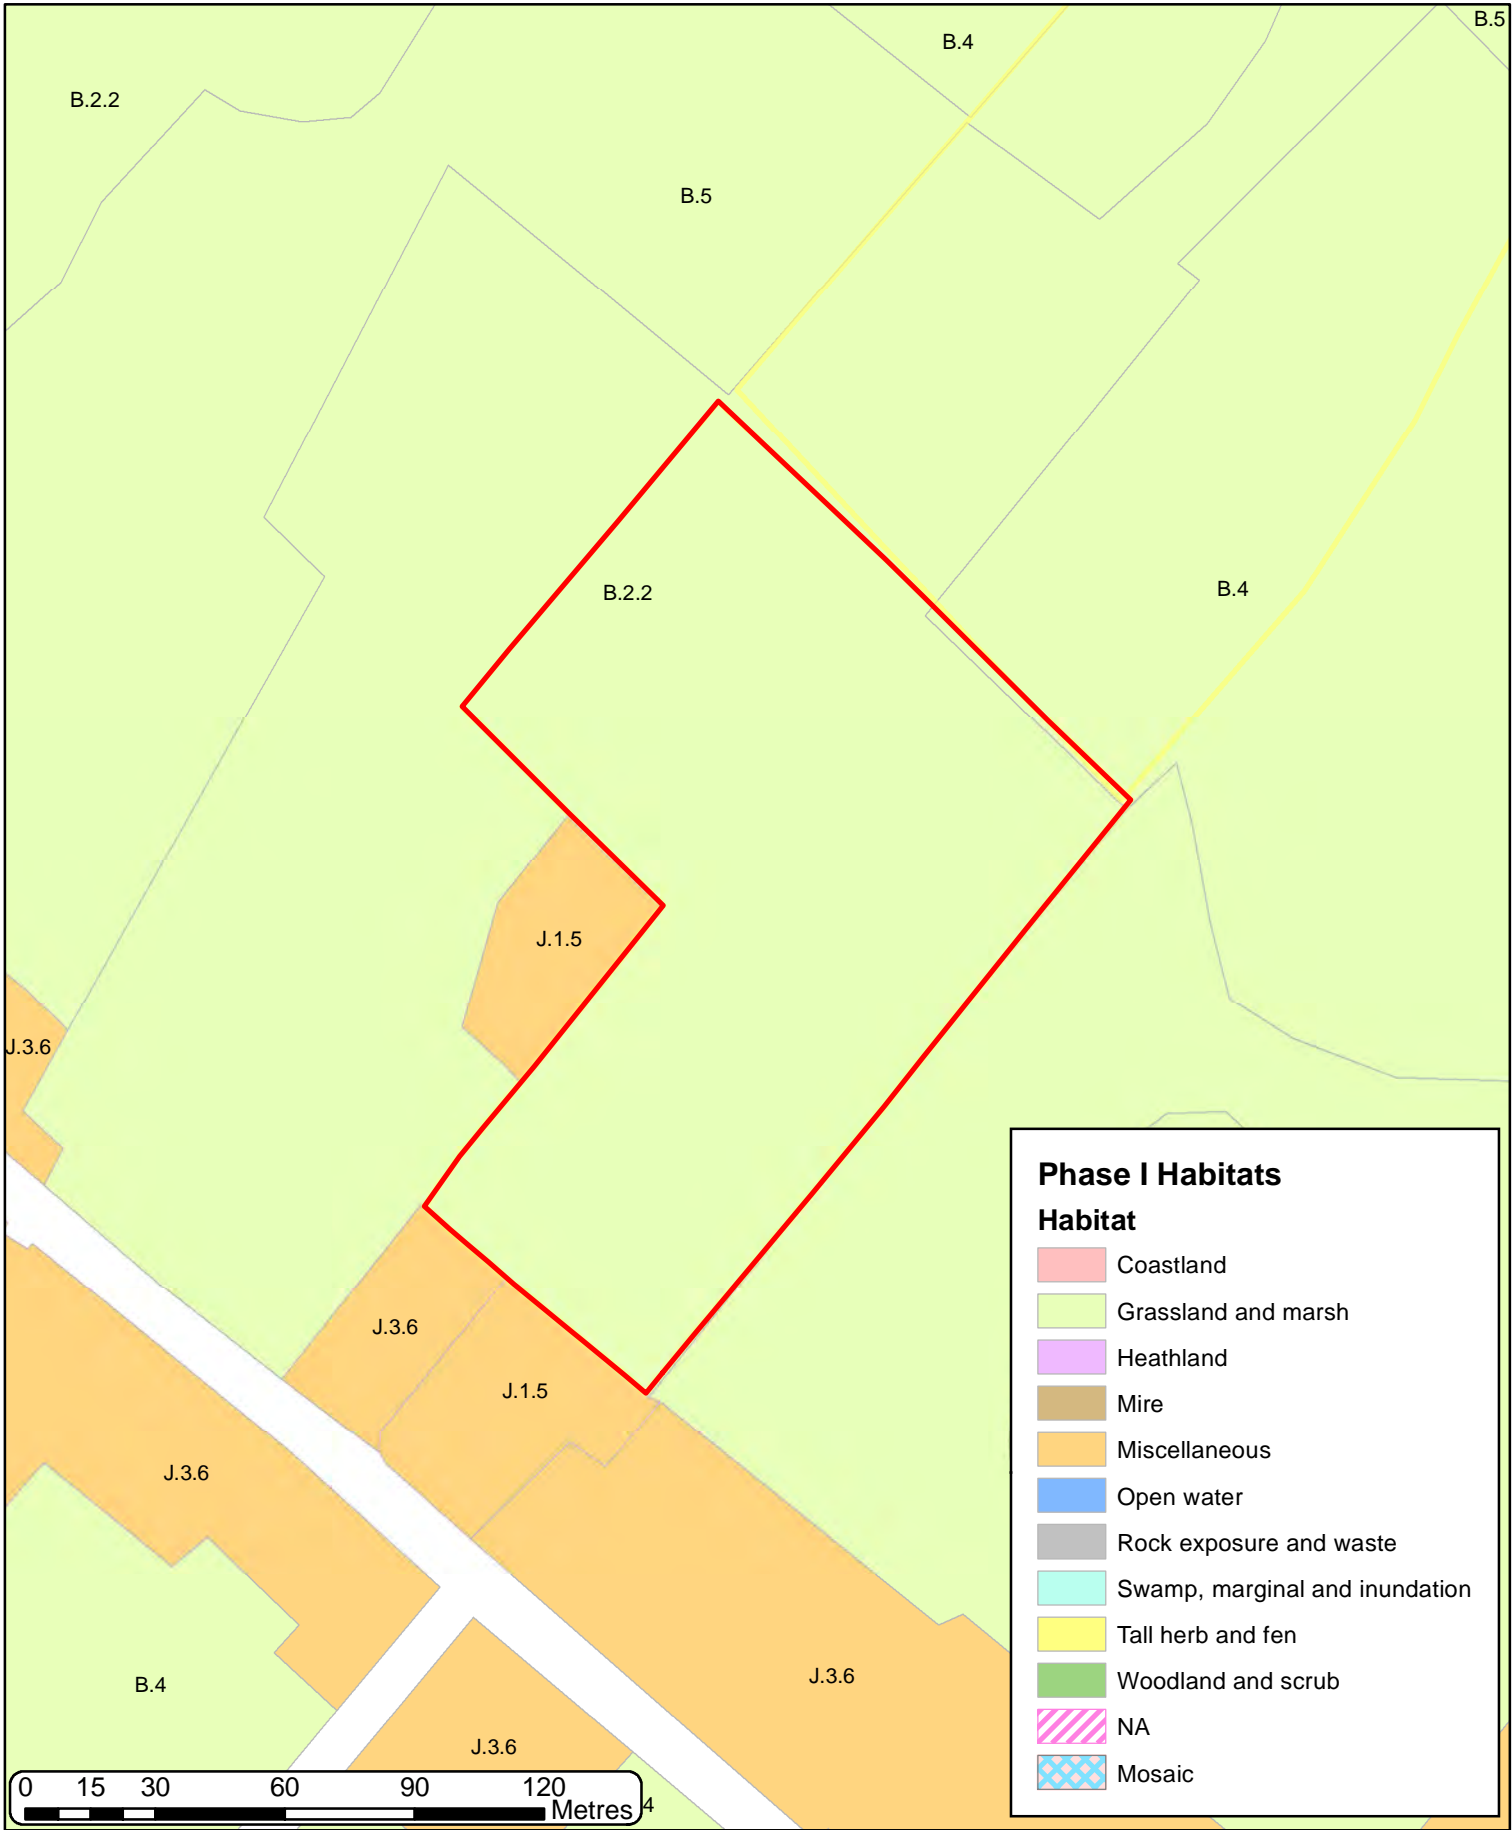 B.5
B.4
B.2.2
B.5
B.2.2
B.4
J.1.5
J.3.6
J.3.6
J.1.5
J.3.6
J.3.6
B.4
J.3.6
4
Phase I Habitats
Habitat
Coastland
Grassland and marsh
Heathland
Mire
Miscellaneous
Open water
Rock exposure and waste
Swamp, marginal and inundation
Tall herb and fen
Woodland and scrub
NA
Mosaic
0 15 30 60 90 120
Metres